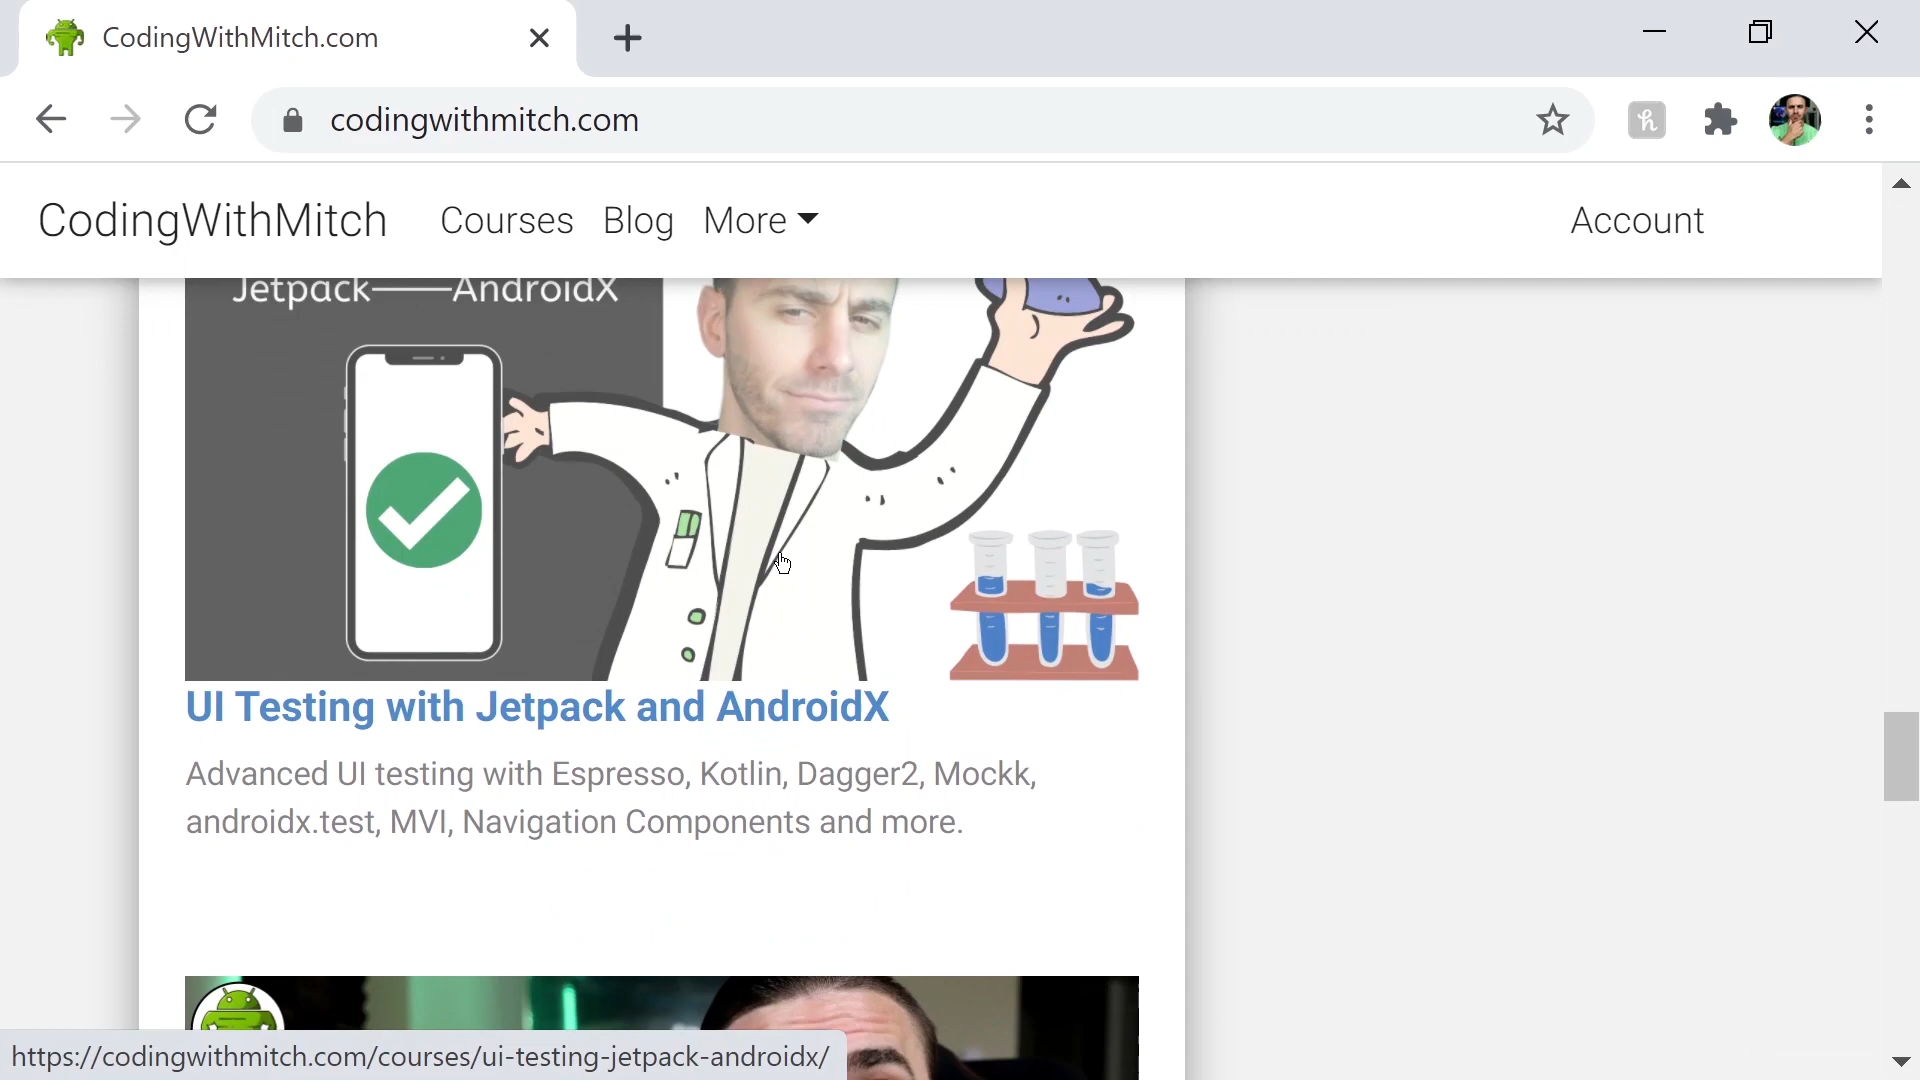 CodingWithMitch.com
codingwithmitch.com
CodingWithMitch
Courses
Blog
More
Account
Jetpack
AndroidX
UI Testing with Jetpack and AndroidX
Advanced UI testing with Espresso, Kotlin, Dagger2, Mockk,
androidx.test, MVI, Navigation Components and more.
https://codingwithmitch.com/courses/ui-testing-jetpack-androidx/